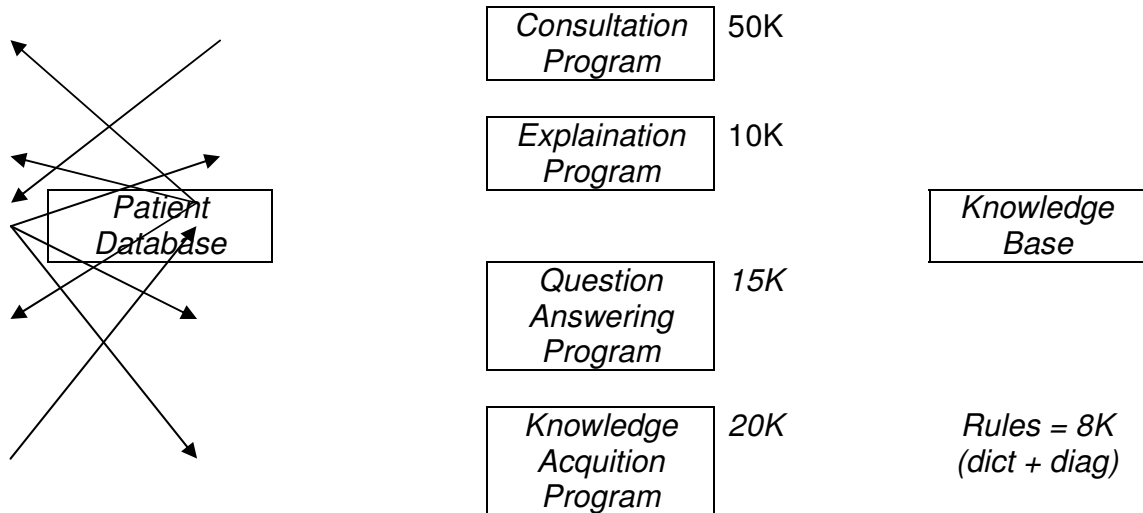 Consultation
Program
50K
Explaination
Program
10K
Patient
Database
Knowledge
Base
Question
Answering
Program
15K
Knowledge
Acqution
Program
20K
Rules = 8K
(dict + diag)